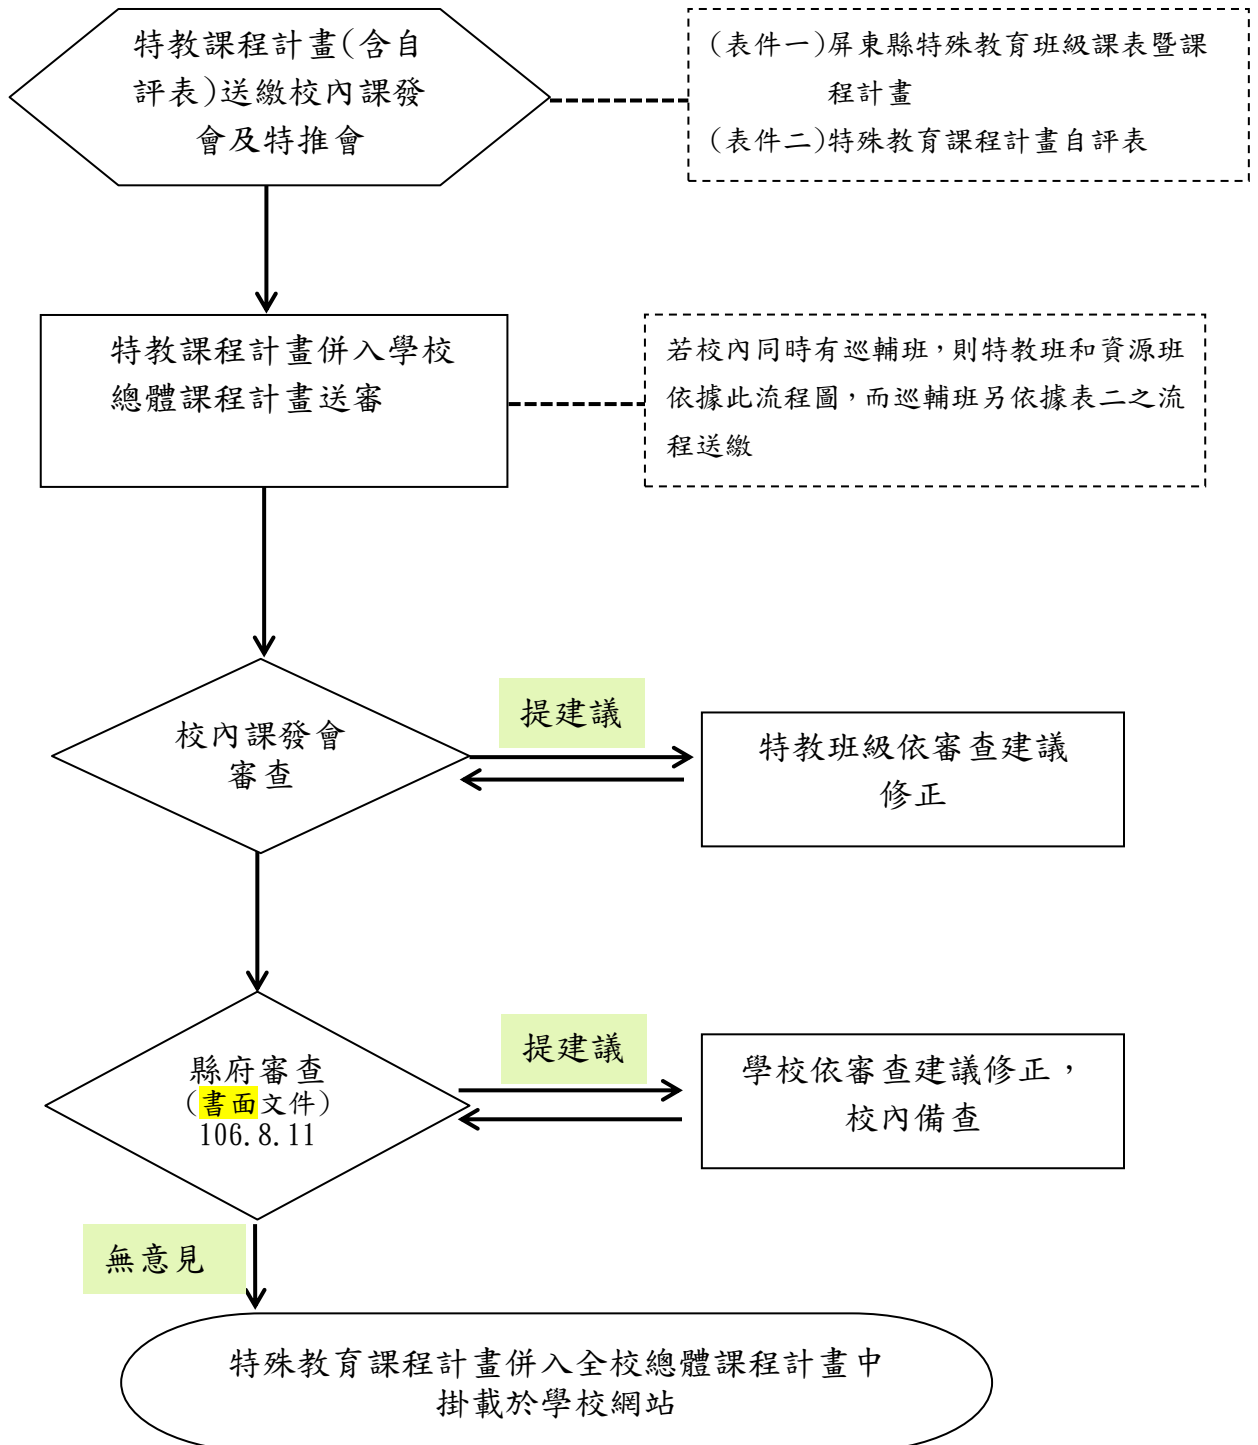 特教課程計畫(含自
評表)送繳校內課發
會及特推會
(表件一)屏東縣特殊教育班級課表暨課
程計畫
(表件二)特殊教育課程計畫自評表
特教課程計畫併入學校
總體課程計畫送審
若校內同時有巡輔班，則特教班和資源班
依據此流程圖，而巡輔班另依據表二之流
程送繳
校內課發會
審查
提建議
特教班級依審查建議
修正
縣府審查
(書面文件)
106.8.11
提建議
學校依審查建議修正，
校內備查
無意見
特殊教育課程計畫併入全校總體課程計畫中
掛載於學校網站